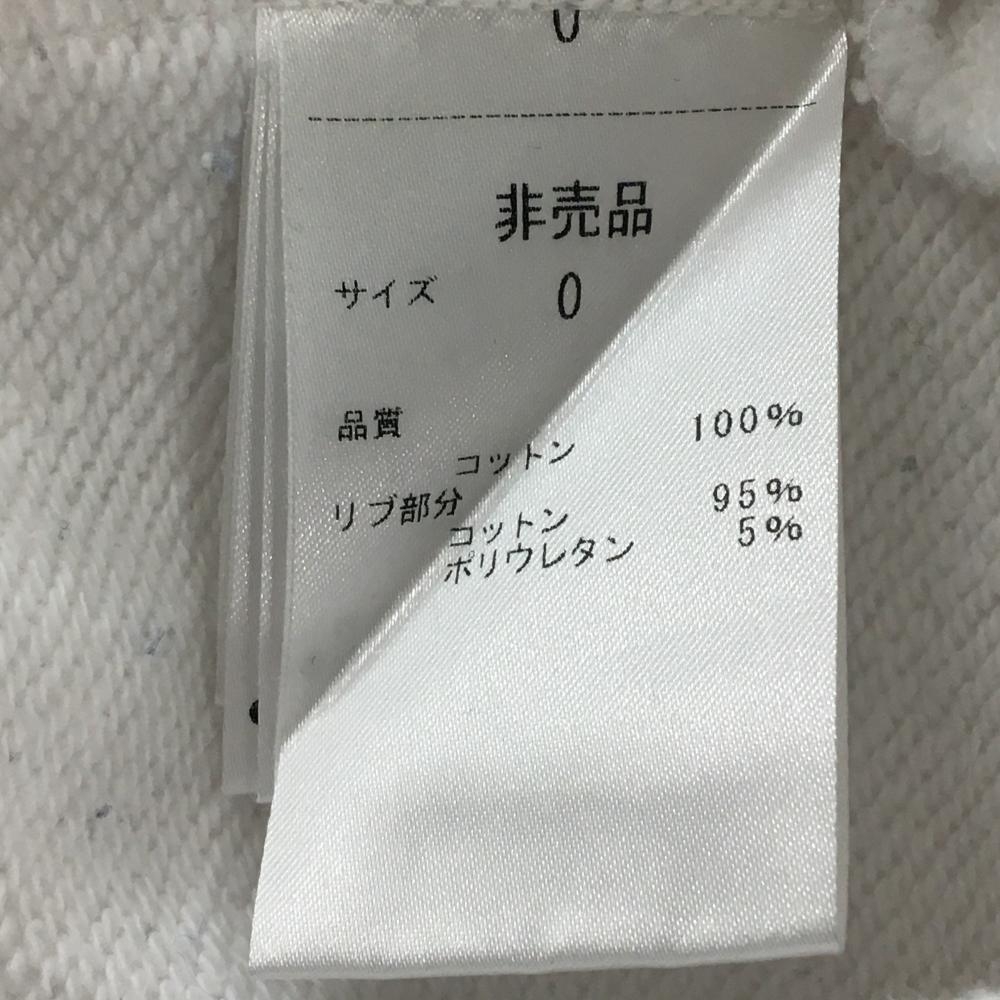 0
非売品
サイズ 0
品質
コットン 100%
リブ部分
コットン 95%
ポリウレタン 5%